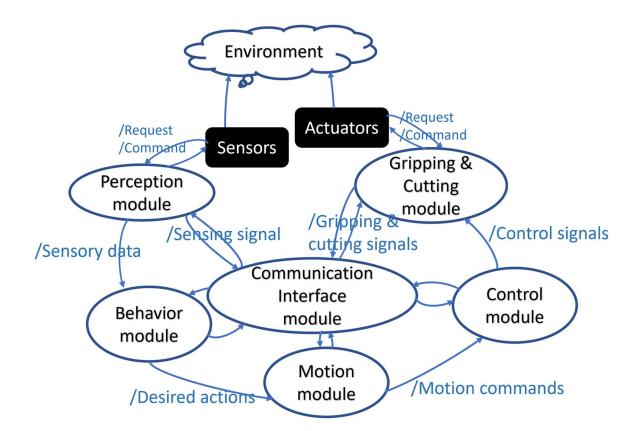 Environment
/Request
/Command
Sensors
Actuators
/Request
/Command
Perception
module
Gripping &
Cutting
module
/Sensory data
/Sensing signal
/Gripping &
cutting signals
/Control signals
Communication
Interface
module
Behavior
module
Control
module
Motion
module
/Desired actions
/Motion commands